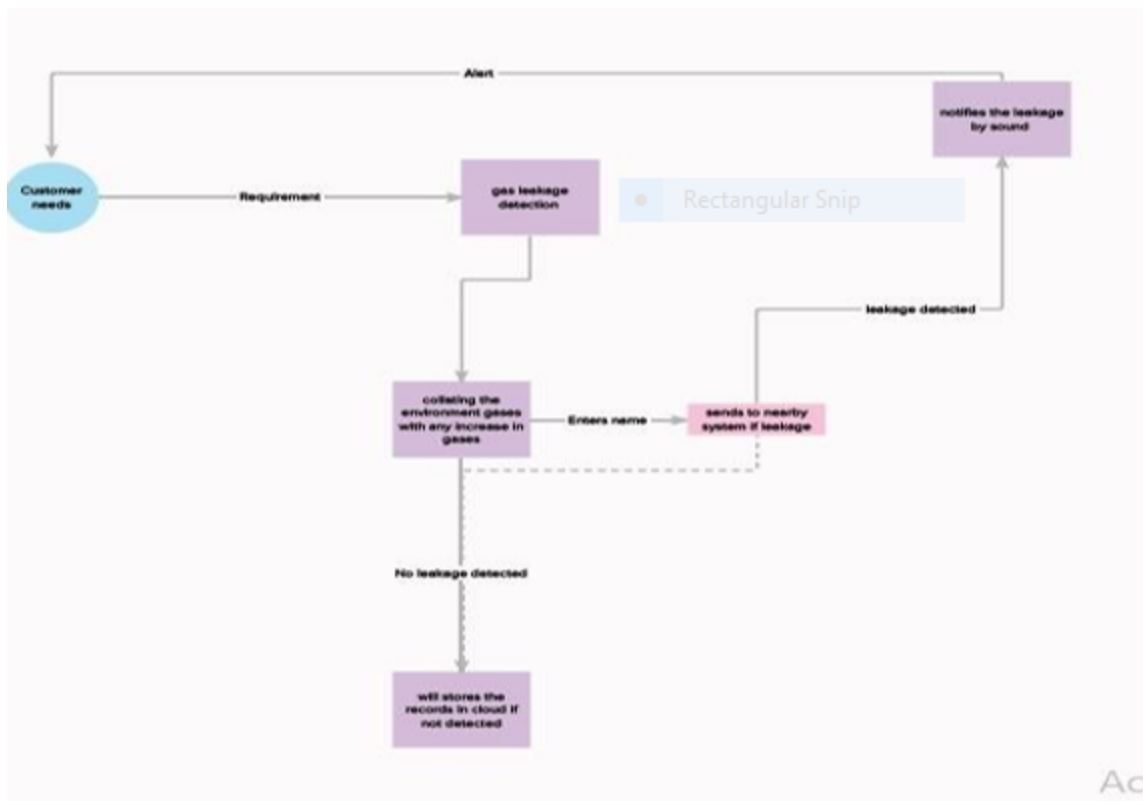 Alert
notifies the leakage
by sound
Customer
needs
Requirement
gas leakage
detection
Rectangular Snip
leakage detected
collating the
environment gases
with any increase in
gases
Enters name
sends to nearby
system if leakage
No leakage detected
will stores the
records in cloud if
not detected
Ac